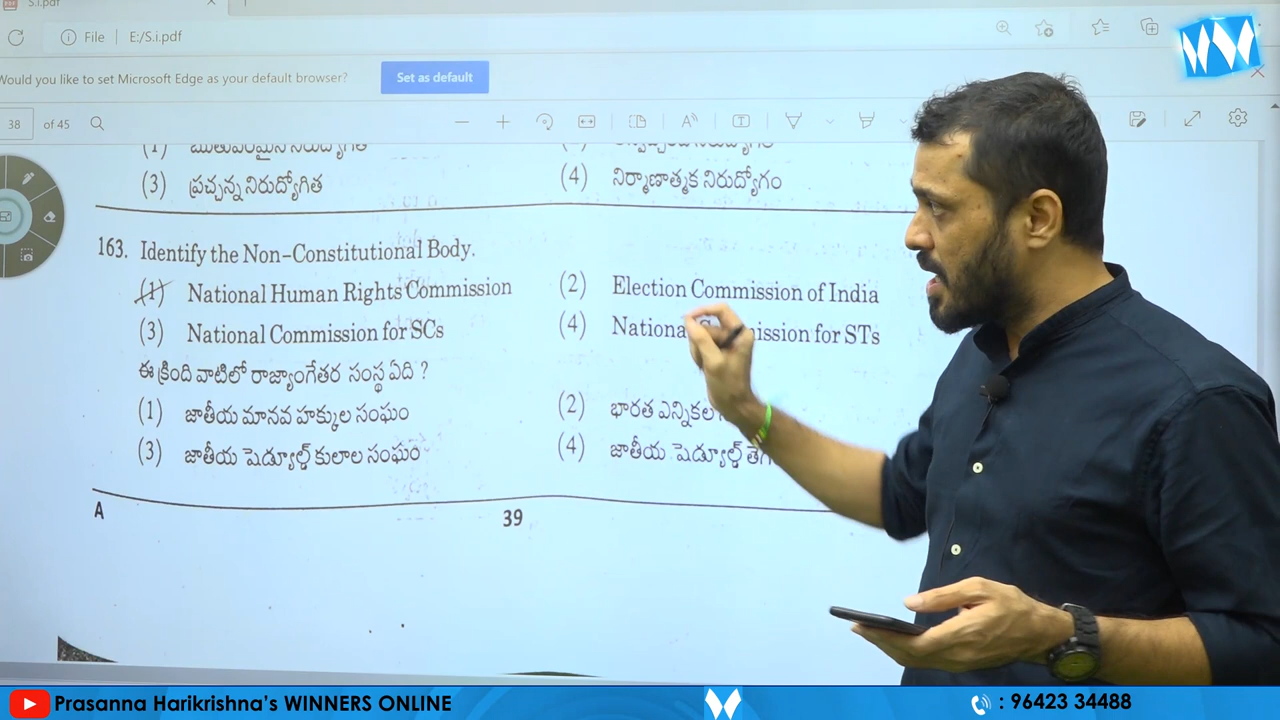 S.i.pdf
File | E:/S.i.pdf
Would you like to set Microsoft Edge as your default browser? Set as default
38 of 45
(3) ప్రచ్ఛన్న నిరుద్యోగిత (4) నిర్మాణాత్మక నిరుద్యోగం
163. Identify the Non-Constitutional Body.
(1) National Human Rights Commission (2) Election Commission of India
(3) National Commission for SCs (4) National for STs
ఈ క్రింది వాటిలో రాజ్యాంగేతర సంస్థ ఏది ?
(1) జాతీయ మానవ హక్కుల సంఘం (2) భారత ఎన్నికల
(3) జాతీయ షెడ్యూల్డ్ కులాల సంఘం (4) జాతీయ షెడ్యూల్డ్
A 39
Prasanna Harikrishna's WINNERS ONLINE : 96423 34488